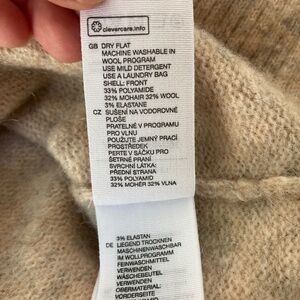 clevercare.info
GB DRY FLAT
MACHINE WASHABLE IN
WOOL PROGRAM
USE MILD DETERGENT
USE A LAUNDRY BAG
SHELL: FRONT
33% POLYAMIDE
32% MOHAIR 32% WOOL
3% ELASTANE
CZ SUŠENÍ NA VODOROVNÉ
PLOŠE
PRATELNÉ V PROGRAMU
PRO VLNU
POUŽIJTE JEMNÝ PRACÍ
PROSTŘEDEK
PERTE V SÁČKU PRO
ŠETRNÉ PRANÍ
SVRCHNÍ LÁTKA:
PŘEDNÍ STRANA
33% POLYAMID
32% MOHÉR 32% VLNA
3% ELASTAN
DE LIEGEND TROCKNEN
MASCHINENWASCHBAR
IM WOLLPROGRAMM
FEINWASCHMITTEL
VERWENDEN
WÄSCHEBEUTEL
VERWENDEN
OBERMATERIAL:
VORDERSEITE